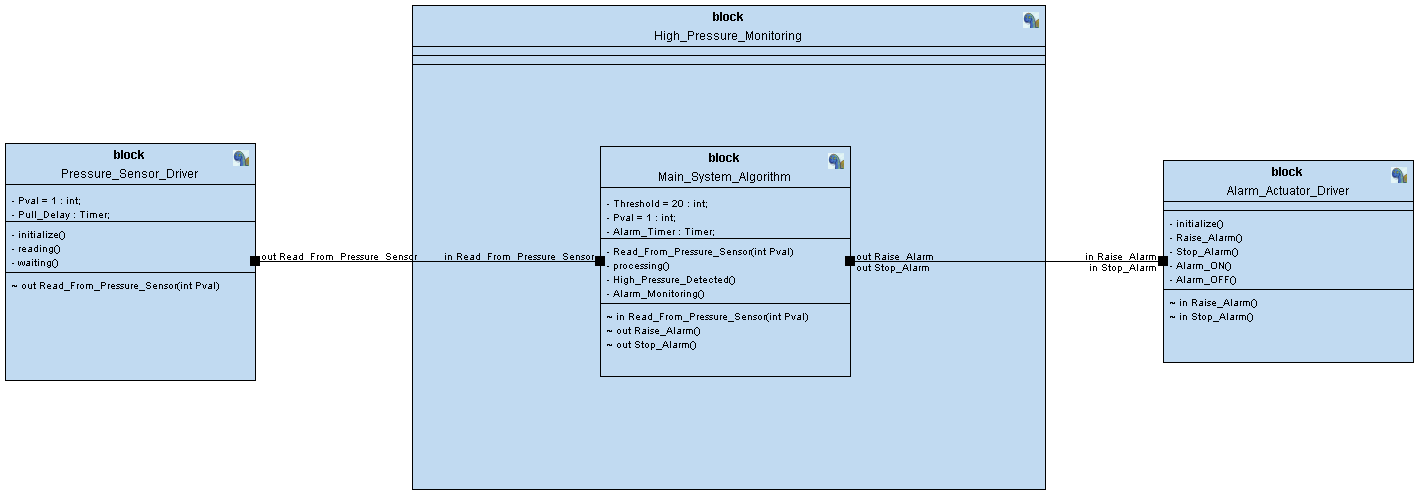 block
High_Pressure_Monitoring
block
Pressure_Sensor_Driver
- Pval = 1 : int;
- Pull_Delay : Timer;
- initialize()
- reading()
- waiting()
~ out Read_From_Pressure_Sensor(int Pval)
out Read_From_Pressure_Sensor
in Read_From_Pressure_Sensor
block
Main_System_Algorithm
- Threshold = 20 : int;
- Pval = 1 : int;
- Alarm_Timer : Timer;
- Read_From_Pressure_Sensor(int Pval)
- processing()
- High_Pressure_Detected()
- Alarm_Monitoring()
~ in Read_From_Pressure_Sensor(int Pval)
~ out Raise_Alarm()
~ out Stop_Alarm()
out Raise_Alarm
out Stop_Alarm
in Raise_Alarm
in Stop_Alarm
block
Alarm_Actuator_Driver
- initialize()
- Raise_Alarm()
- Stop_Alarm()
- Alarm_ON()
- Alarm_OFF()
~ in Raise_Alarm()
~ in Stop_Alarm()